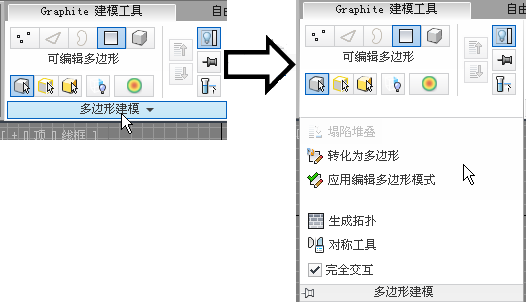 Graphite 建模工具
自由
可编辑多边形
多边形建模
[ + [] 顶 ] 线框 ]
Graphite 建模工具
自由
可编辑多边形
塌陷堆叠
转化为多边形
应用编辑多边形模式
生成拓扑
对称工具
完全交互
多边形建模